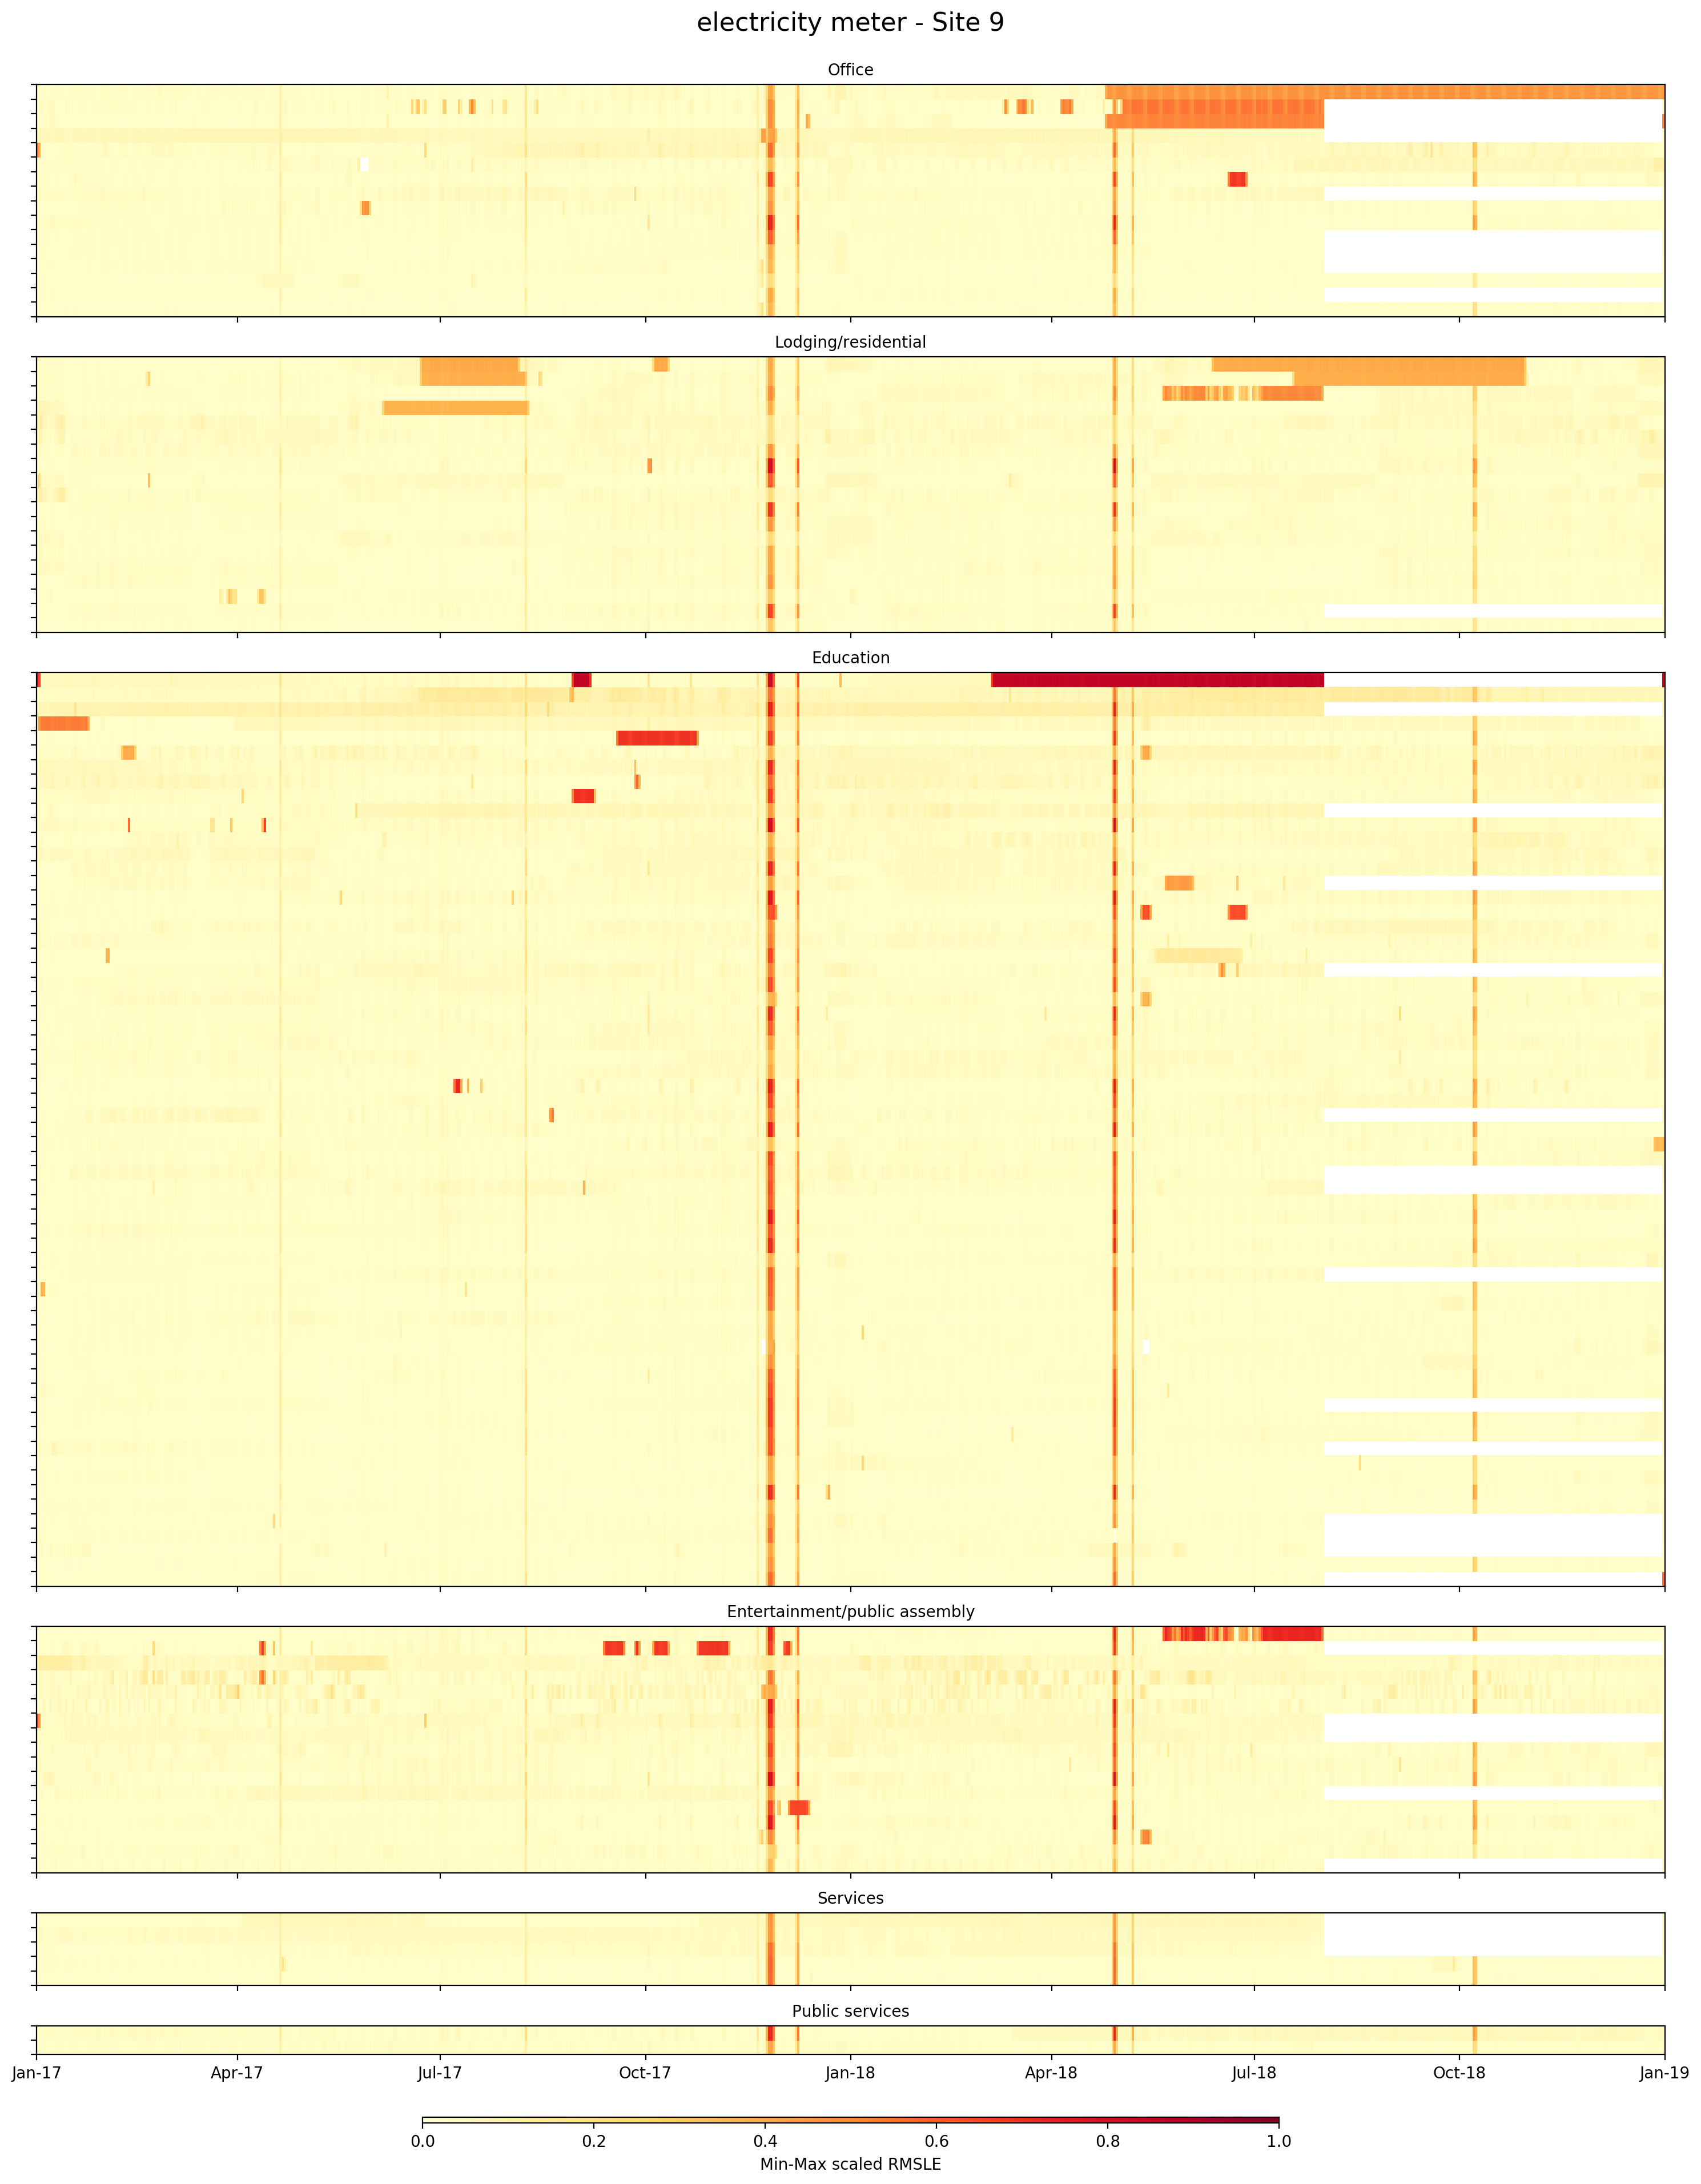 electricity meter - Site 9
Office
Lodging/residential
Education
Entertainment/public assembly
Services
Public services
Jan-17 Apr-17 Jul-17 Oct-17 Jan-18 Apr-18 Jul-18 Oct-18 Jan-19
0.0 0.2 0.4 0.6 0.8 1.0
Min-Max scaled RMSLE